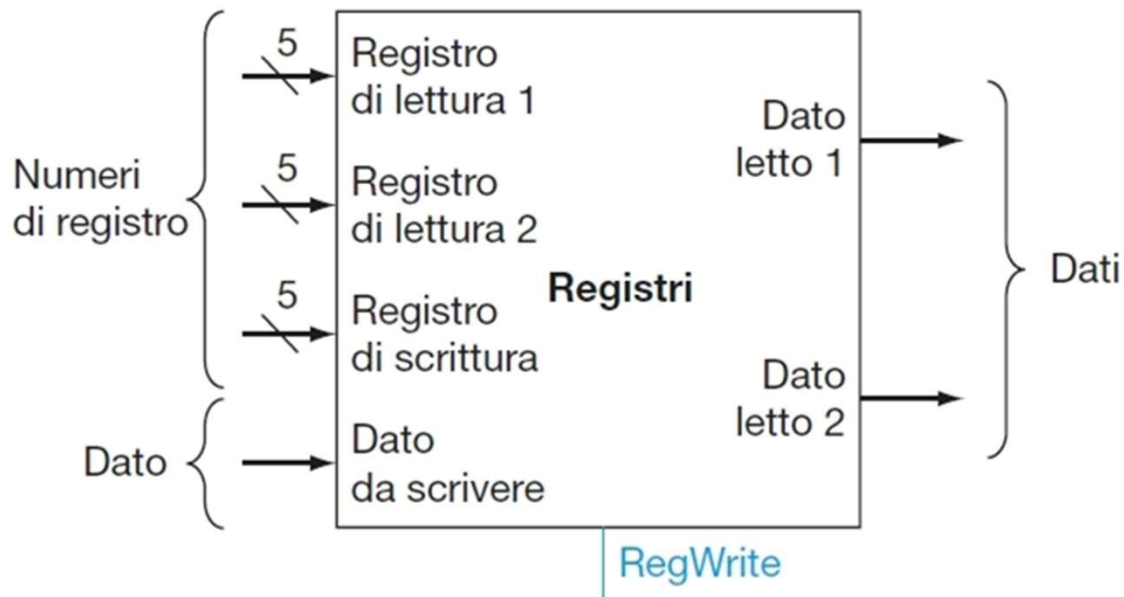 Numeri
di registro
Dato
5
Registro
di lettura 1
5
Registro
di lettura 2
5
Registro
di scrittura
Dato
da scrivere
Registri
Dato
letto 1
Dato
letto 2
Dati
RegWrite